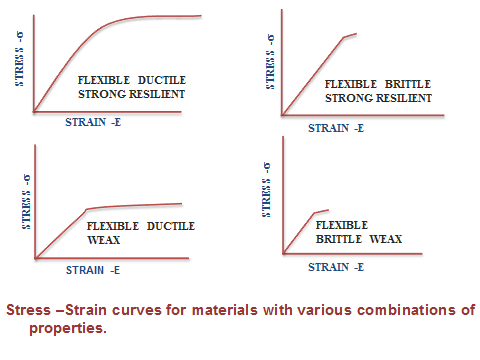 STRESS -σ
FLEXIBLE DUCTILE
STRONG RESILIENT
STRAIN -E
STRESS -σ
FLEXIBLE BRITTLE
STRONG RESILIENT
STRAIN -E
STRESS -σ
FLEXIBLE DUCTILE
WEAX
STRAIN -E
STRESS -σ
FLEXIBLE
BRITTLE WEAX
STRAIN -E
Stress –Strain curves for materials with various combinations of
properties.